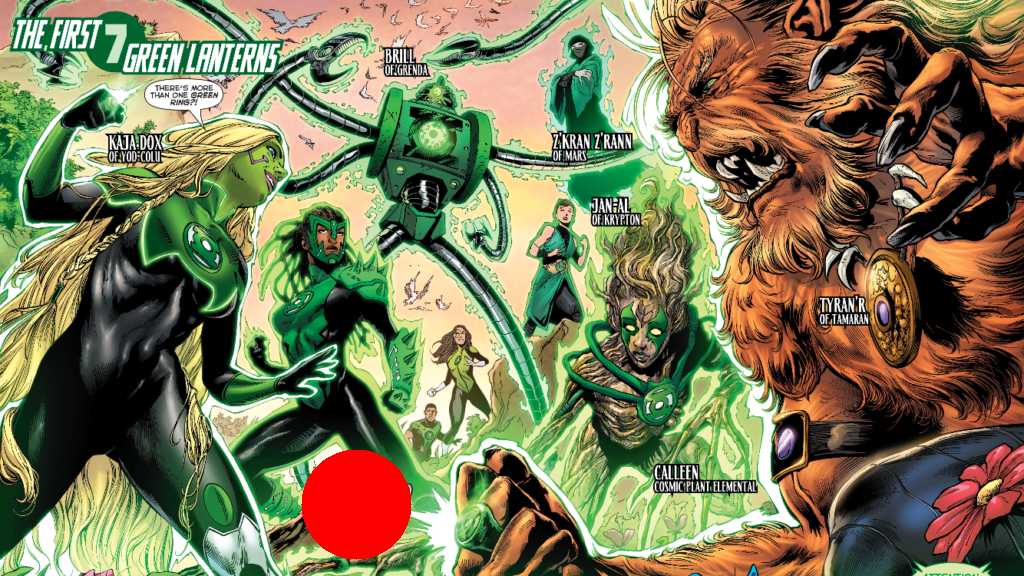 THE FIRST 7 GREEN LANTERNS
THERE'S MORE
THAN ONE GREEN
RING?!
KAJA DOX
OF YOD-COLU
BRILL
OF GRENDA
Z'KRAN Z'RANN
OF MARS
JAN-AL
OF KRYPTON
TYRAN'R
OF TAMARAN
CALLEEN
COSMIC PLANT ELEMENTAL
ATTENTION